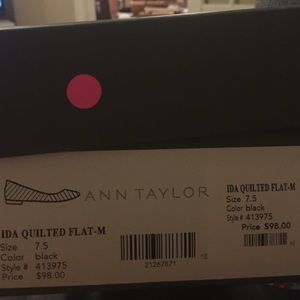 ANN TAYLOR
IDA QUILTED FLAT-M
Size 7.5
Color black
Style # 413975
Price $98.00
21267871
IDA QUILTED FLAT-M
Size 7.5
Color black
Style # 413975
Price $98.00